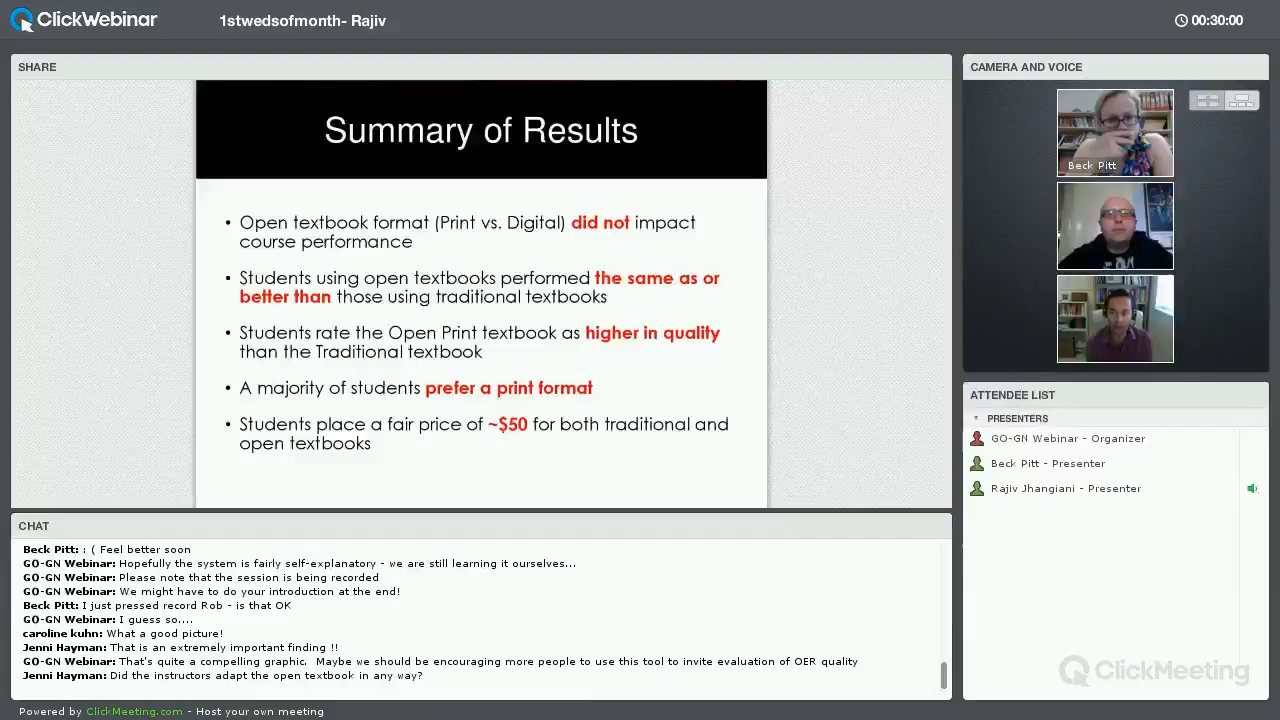 ClickWebinar
1stwedsofmonth- Rajiv
00:30:00
SHARE
Summary of Results
• Open textbook format (Print vs. Digital) did not impact
course performance
• Students using open textbooks performed the same as or
better than those using traditional textbooks
• Students rate the Open Print textbook as higher in quality
than the Traditional textbook
• A majority of students prefer a print format
• Students place a fair price of ~$50 for both traditional and
open textbooks
CAMERA AND VOICE
Beck Pitt
ATTENDEE LIST
PRESENTERS
GO-GN Webinar - Organizer
Beck Pitt - Presenter
Rajiv Jhangiani - Presenter
CHAT
Beck Pitt: : ( Feel better soon
GO-GN Webinar: Hopefully the system is fairly self-explanatory - we are still learning it ourselves...
GO-GN Webinar: Please note that the session is being recorded
GO-GN Webinar: We might have to do your introduction at the end!
Beck Pitt: I just pressed record Rob - is that OK
GO-GN Webinar: I guess so....
caroline kuhn: What a good picture!
Jenni Hayman: That is an extremely important finding !!
GO-GN Webinar: That's quite a compelling graphic.  Maybe we should be encouraging more people to use this tool to invite evaluation of OER quality
Jenni Hayman: Did the instructors adapt the open textbook in any way?
ClickMeeting
Powered by ClickMeeting.com - Host your own meeting